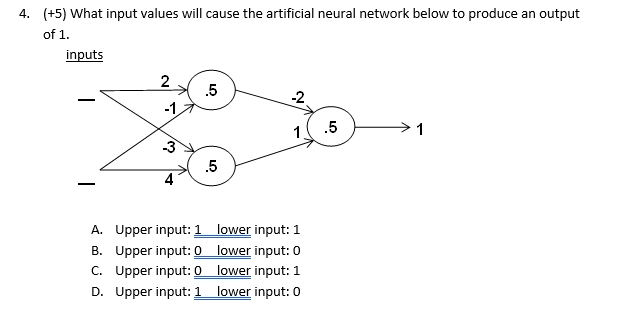 4. (+5) What input values will cause the artificial neural network below to produce an output
of 1.
inputs
2
.5
-2
-1
1
.5
1
-3
.5
4
A. Upper input: 1 lower input: 1
B. Upper input: 0 lower input: 0
C. Upper input: 0 lower input: 1
D. Upper input: 1 lower input: 0